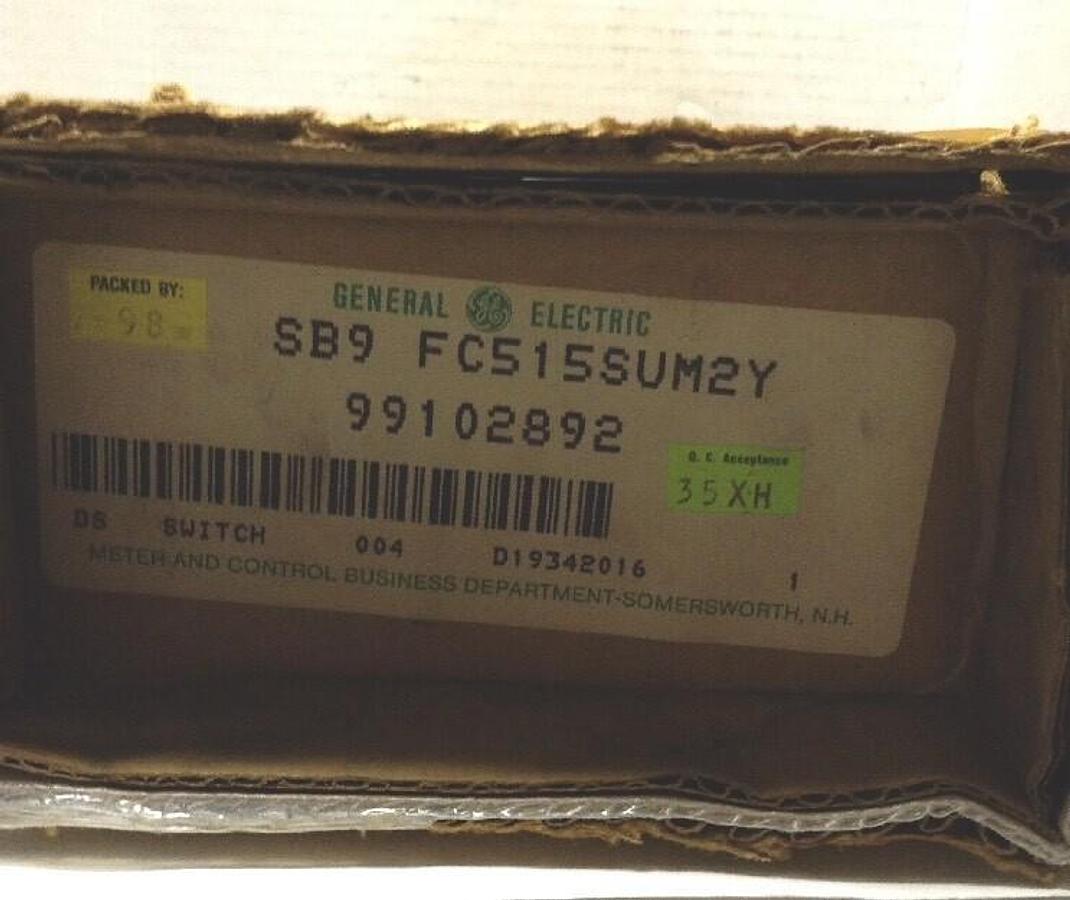 PACKED BY:
98
GENERAL GE ELECTRIC
SB9 FC515SUM2Y
99102892
Q. C. Acceptance
35XH
DS SWITCH 004 D19342016 1
METER AND CONTROL BUSINESS DEPARTMENT-SOMERSWORTH, N.H.